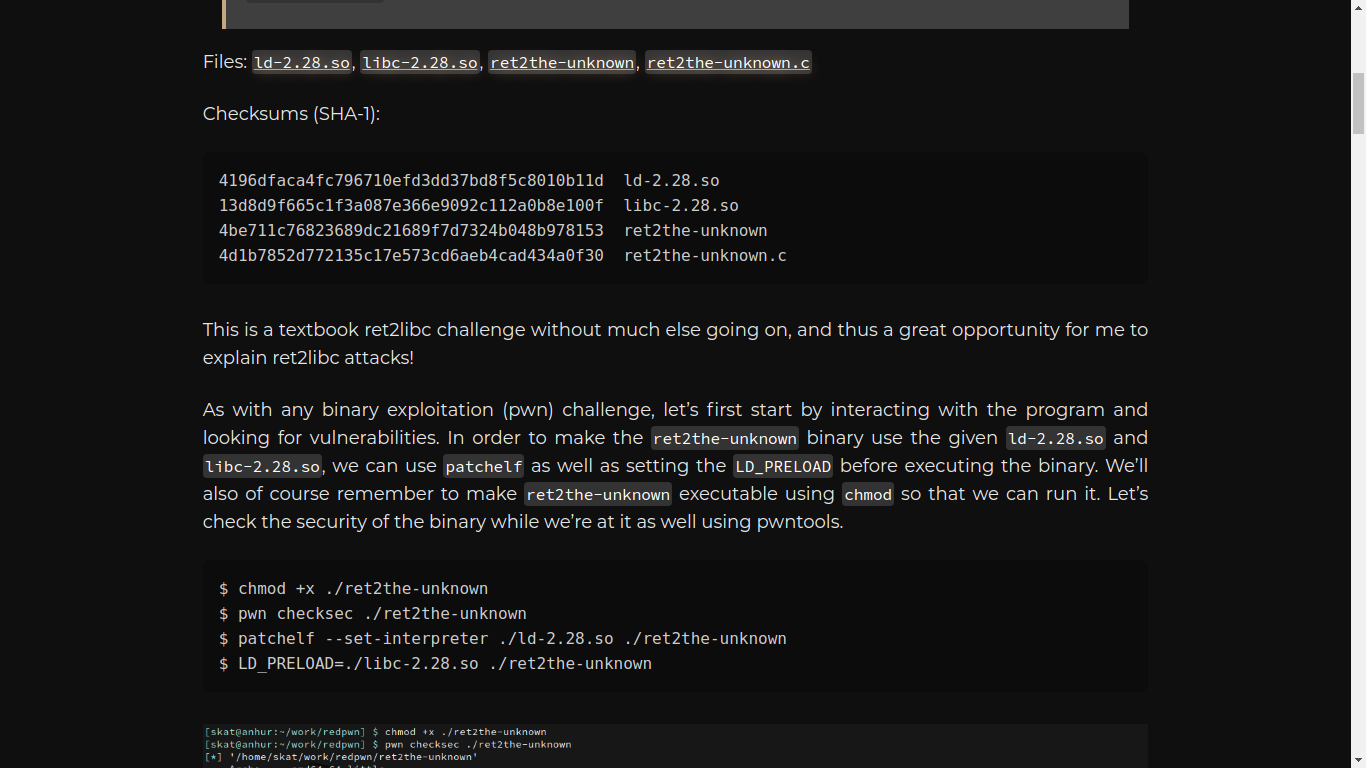 Files: ld-2.28.so, libc-2.28.so, ret2the-unknown, ret2the-unknown.c
Checksums (SHA-1):
4196dfaca4fc796710efd3dd37bd8f5c8010b11d  ld-2.28.so
13d8d9f665c1f3a087e366e9092c112a0b8e100f  libc-2.28.so
4be711c76823689dc21689f7d7324b048b978153  ret2the-unknown
4d1b7852d772135c17e573cd6aeb4cad434a0f30  ret2the-unknown.c
This is a textbook ret2libc challenge without much else going on, and thus a great opportunity for me to
explain ret2libc attacks!
As with any binary exploitation (pwn) challenge, let’s first start by interacting with the program and
looking for vulnerabilities. In order to make the ret2the-unknown binary use the given ld-2.28.so and
libc-2.28.so, we can use patchelf as well as setting the LD_PRELOAD before executing the binary. We’ll
also of course remember to make ret2the-unknown executable using chmod so that we can run it. Let’s
check the security of the binary while we’re at it as well using pwntools.
$ chmod +x ./ret2the-unknown
$ pwn checksec ./ret2the-unknown
$ patchelf --set-interpreter ./ld-2.28.so ./ret2the-unknown
$ LD_PRELOAD=./libc-2.28.so ./ret2the-unknown
[skat@anhur:~/work/redpwn] $ chmod +x ./ret2the-unknown
[skat@anhur:~/work/redpwn] $ pwn checksec ./ret2the-unknown
[*] '/home/skat/work/redpwn/ret2the-unknown'